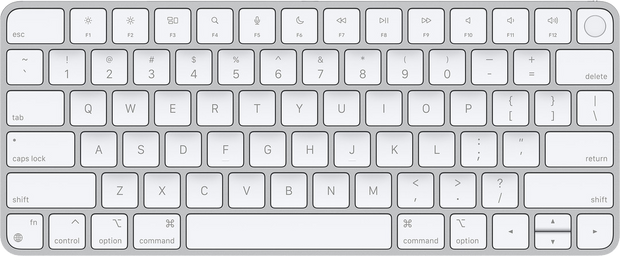 esc F1 F2 F3 F4 F5 F6 F7 F8 F9 F10 F11 F12
~ ! @ # $ % ^ & * ( ) — +
` 1 2 3 4 5 6 7 8 9 0 - = delete
tab Q W E R T Y U I O P { } |
[ ] \
caps lock A S D F G H J K L : " return
; '
shift Z X C V B N M < > ? shift
, . /
fn
control option command command option